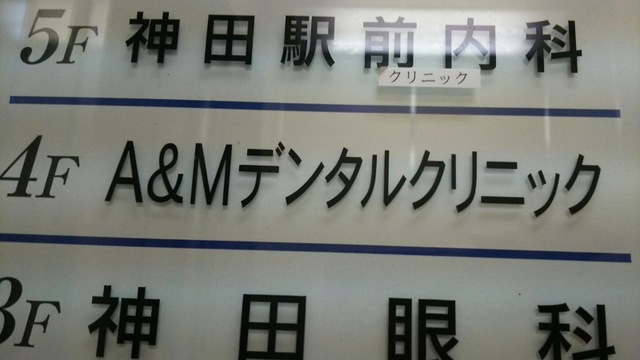 5F 神田駅前内科
クリニック
4F A&Mデンタルクリニック
3F 神田眼科